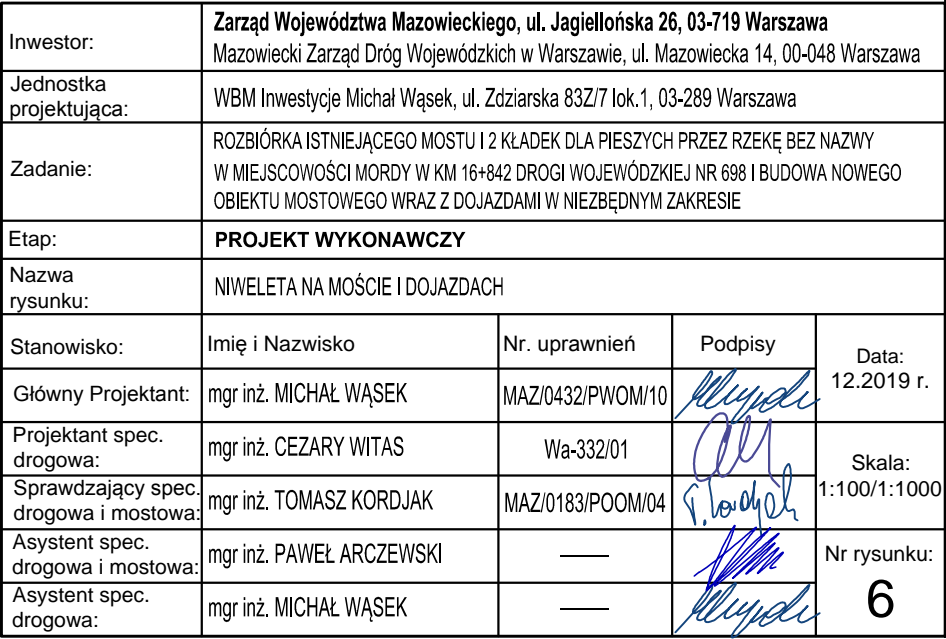 Inwestor:
Zarząd Województwa Mazowieckiego, ul. Jagiellońska 26, 03-719 Warszawa
Mazowiecki Zarząd Dróg Wojewódzkich w Warszawie, ul. Mazowiecka 14, 00-048 Warszawa
Jednostka
projektująca:
WBM Inwestycje Michał Wąsek, ul. Zdziarska 83Z/7 lok.1, 03-289 Warszawa
Zadanie:
ROZBIÓRKA ISTNIEJĄCEGO MOSTU I 2 KŁADEK DLA PIESZYCH PRZEZ RZEKĘ BEZ NAZWY
W MIEJSCOWOŚCI MORDY W KM 16+842 DROGI WOJEWÓDZKIEJ NR 698 I BUDOWA NOWEGO
OBIEKTU MOSTOWEGO WRAZ Z DOJAZDAMI W NIEZBĘDNYM ZAKRESIE
Etap:
PROJEKT WYKONAWCZY
Nazwa
rysunku:
NIWELETA NA MOŚCIE I DOJAZDACH
Stanowisko:
Imię i Nazwisko
Nr. uprawnień
Podpisy
Data:
12.2019 r.
Główny Projektant:
mgr inż. MICHAŁ WĄSEK
MAZ/0432/PWOM/10
Projektant spec.
drogowa:
mgr inż. CEZARY WITAS
Wa-332/01
Skala:
1:100/1:1000
Sprawdzający spec.
drogowa i mostowa:
mgr inż. TOMASZ KORDJAK
MAZ/0183/POOM/04
T. Kordjak
Asystent spec.
drogowa i mostowa:
mgr inż. PAWEŁ ARCZEWSKI
Nr rysunku:
6
Asystent spec.
drogowa:
mgr inż. MICHAŁ WĄSEK